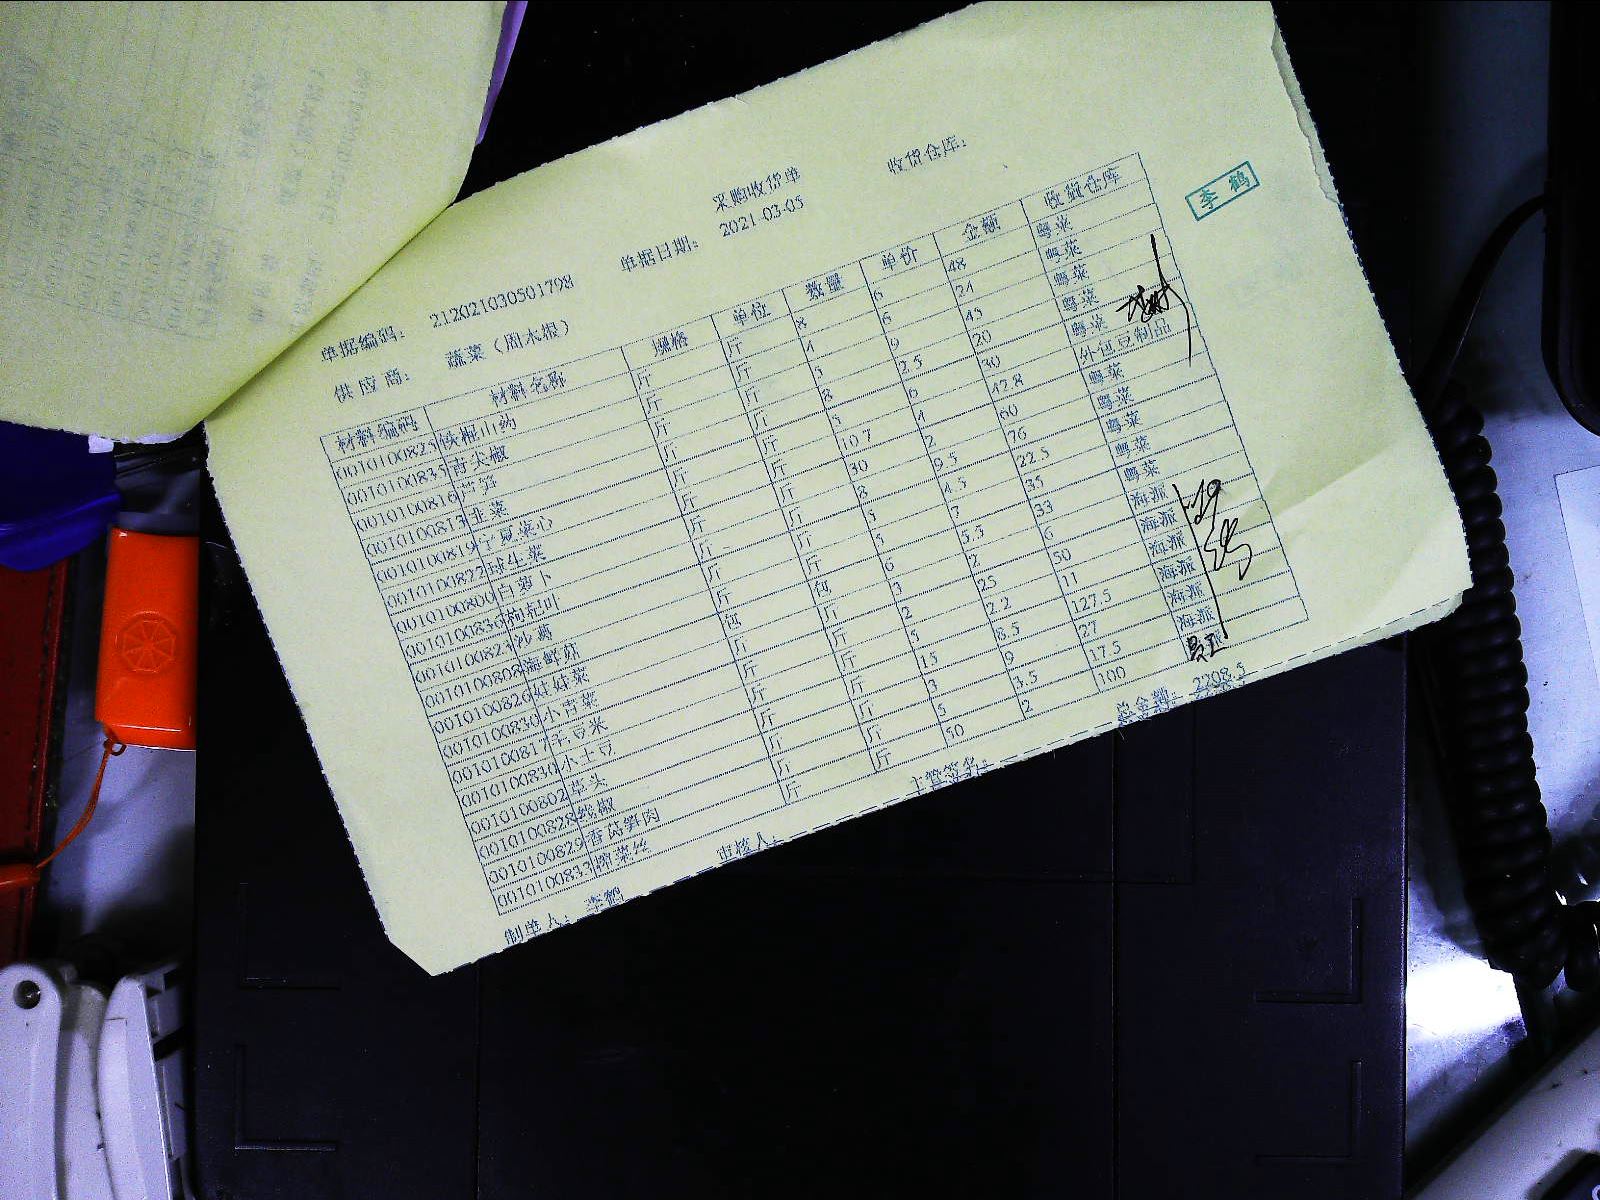 采购收货单
收货仓库：
单据编码： 212021030501798 单据日期： 2021-03-05
供应商： 蔬菜（周木根）
材料编码 材料名称 规格 单位 数量 单价 金额 收货仓库
0010100825 铁棍山药 斤 斤 8 6 48 粤菜
0010100835 青尖椒 斤 斤 4 6 24 粤菜
0010100816 芦笋 斤 斤 5 9 45 粤菜
0010100813 韭菜 斤 斤 8 2.5 20 粤菜
0010100819 宁夏菜心 斤 斤 5 6 30 粤菜
0010100822 球生菜 斤 斤 10.7 4 42.8 外包豆制品
0010100800 白萝卜 斤 斤 30 2 60 粤菜
0010100836 枸杞叶 斤 斤 8 9.5 76 粤菜
0010100823 沙葛 斤 斤 5 4.5 22.5 粤菜
0010100808 海鲜菇 斤 斤 5 7 35 粤菜
0010100826 娃娃菜 斤 斤 6 5.5 33 粤菜
0010100830 小青菜 斤 斤 3 2 6 海派
0010100817 毛豆米 包 包 2 25 50 海派
0010100830 小土豆 斤 斤 5 2.2 11 海派
0010100802 草头 斤 斤 15 8.5 127.5 海派
0010100828 线椒 斤 斤 3 9 27 海派
0010100829 香菇笋肉 斤 斤 5 3.5 17.5 海派
0010100833 榨菜丝 斤 斤 50 2 100
制单人： 李鹤 审核人： 主管签名： 总金额： 2208.5
李鹤